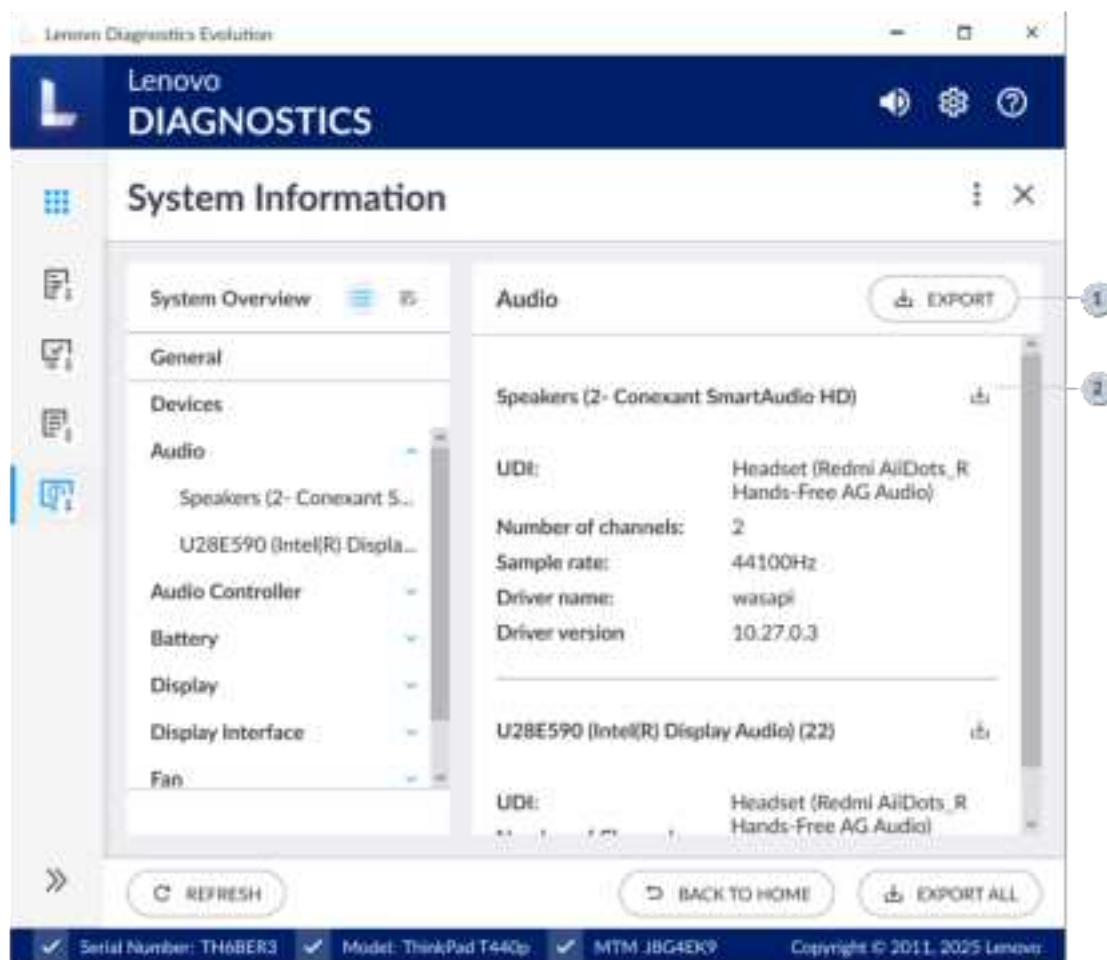 Lenovo Diagnostics Evolution
L
Lenovo
DIAGNOSTICS
System Information
System Overview
General
Devices
Audio
Speakers (2- Conexant S...
U28E590 (Intel(R) Displa...
Audio Controller
Battery
Display
Display Interface
Fan
Audio
EXPORT
1
Speakers (2- Conexant SmartAudio HD)
2
UDI: Headset (Redmi AiiDots_R
Hands-Free AG Audio)
Number of channels: 2
Sample rate: 44100Hz
Driver name: wasapi
Driver version 10.27.0.3
U28E590 (Intel(R) Display Audio) (22)
UDI: Headset (Redmi AiiDots_R
Hands-Free AG Audio)
REFRESH
BACK TO HOME
EXPORT ALL
Serial Number: TH6BER3 Model: ThinkPad T440p MTM JBG4EK9 Copyright © 2011, 2025 Lenovo